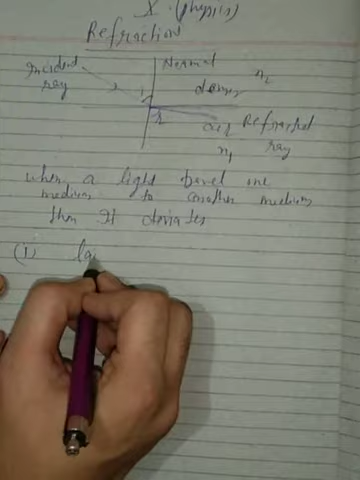 X (Physics)
Refraction
Incident ray
Normal
denser
n2
i
r
air
Refracted ray
n1
when a light travel one
medium to another medium
then it deviates
(I) la